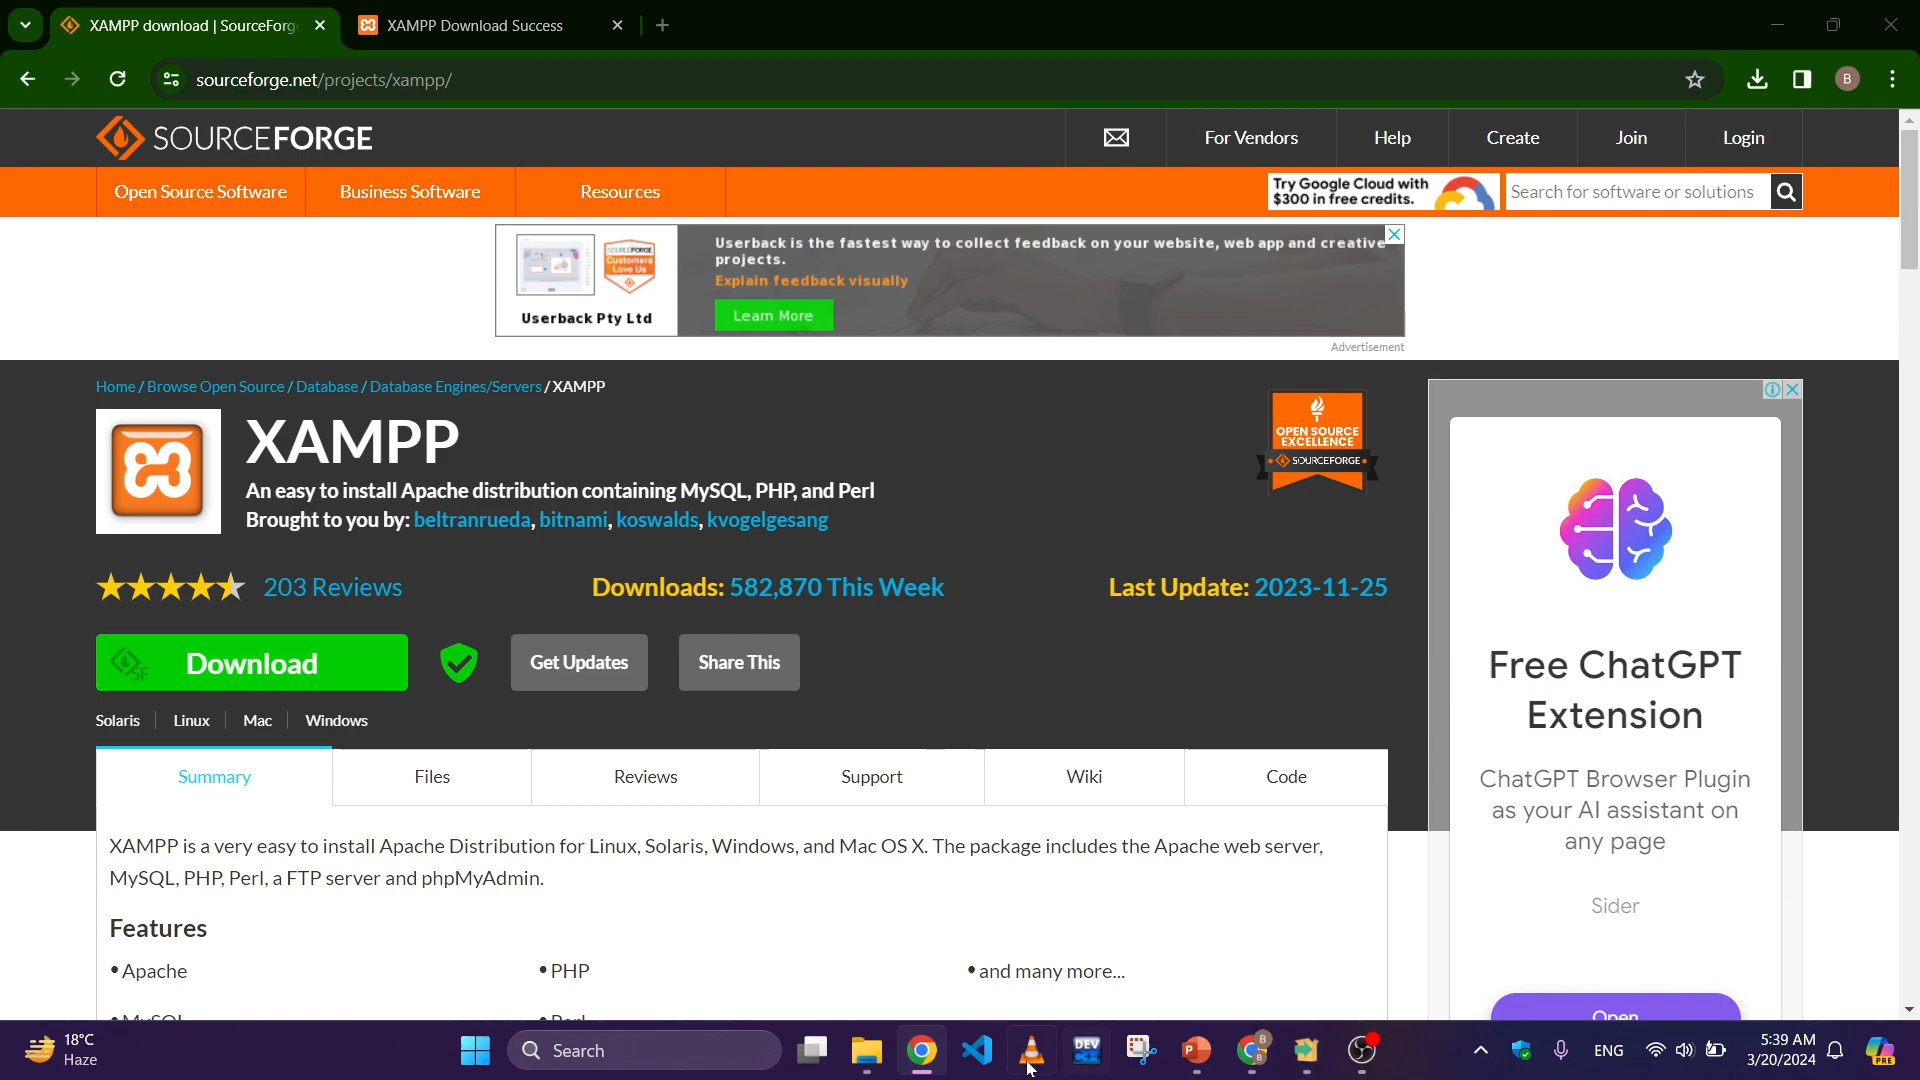 XAMPP download | SourceForg
XAMPP Download Success
sourceforge.net/projects/xampp/
B
SOURCEFORGE
For Vendors
Help
Create
Join
Login
Open Source Software
Business Software
Resources
Try Google Cloud with
$300 in free credits.
Search for software or solutions
SOURCEFORGE
Customers
Love Us
Userback Pty Ltd
Userback is the fastest way to collect feedback on your website, web app and creative
projects.
Explain feedback visually
Learn More
Advertisement
Home / Browse Open Source / Database / Database Engines/Servers / XAMPP
XAMPP
An easy to install Apache distribution containing MySQL, PHP, and Perl
Brought to you by: beltranrueda, bitnami, koswalds, kvogelgesang
OPEN SOURCE
EXCELLENCE
SOURCEFORGE
203 Reviews
Downloads: 582,870 This Week
Last Update: 2023-11-25
SF
Download
Get Updates
Share This
Solaris
Linux
Mac
Windows
Summary
Files
Reviews
Support
Wiki
Code
XAMPP is a very easy to install Apache Distribution for Linux, Solaris, Windows, and Mac OS X. The package includes the Apache web server,
MySQL, PHP, Perl, a FTP server and phpMyAdmin.
Features
• Apache
• PHP
• and many more...
• MySQL
• Perl
Free ChatGPT
Extension
ChatGPT Browser Plugin
as your AI assistant on
any page
Sider
Open
18°C
Haze
Search
DEV
P
B
B
ENG
5:39 AM
3/20/2024
PRE